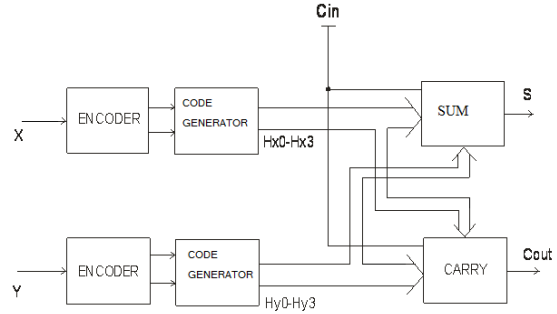 Cin
X
ENCODER
CODE
GENERATOR
Hx0-Hx3
SUM
S
Y
ENCODER
CODE
GENERATOR
Hy0-Hy3
CARRY
Cout